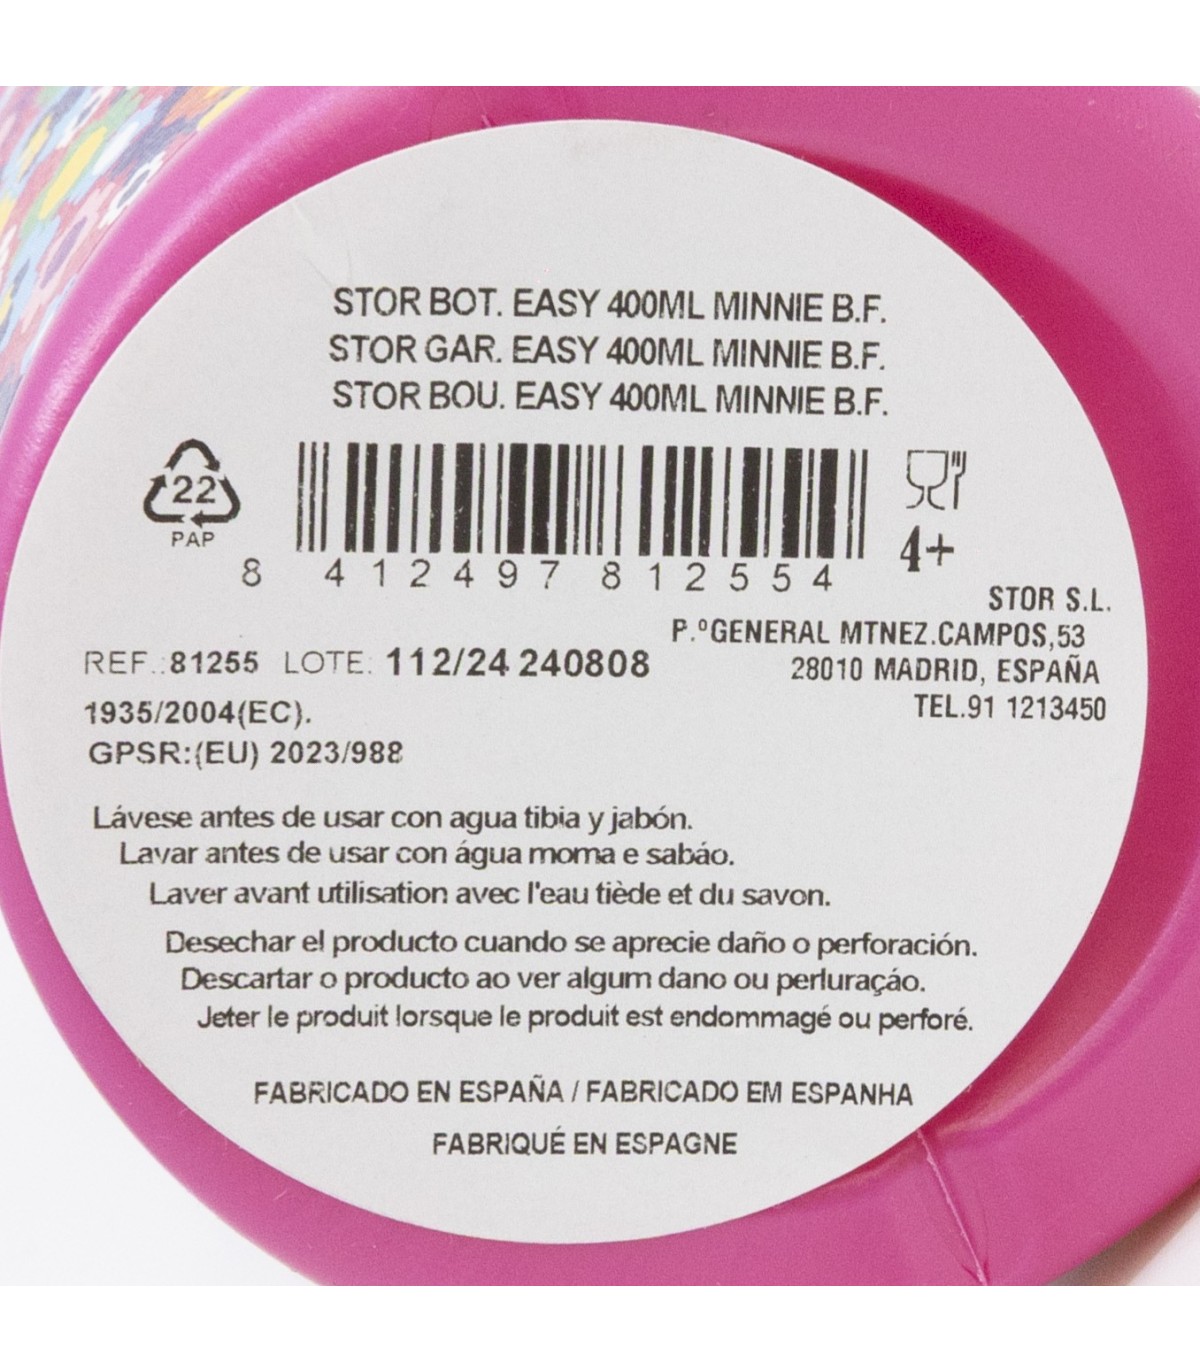 STOR BOT. EASY 400ML MINNIE B.F.
STOR GAR. EASY 400ML MINNIE B.F.
STOR BOU. EASY 400ML MINNIE B.F.
22
PAP
8 412497 812554
4+
STOR S.L.
P.ºGENERAL MTNEZ.CAMPOS,53
28010 MADRID, ESPAÑA
TEL.91 1213450
REF.:81255 LOTE: 112/24 240808
1935/2004(EC).
GPSR:(EU) 2023/988
Lávese antes de usar con agua tibia y jabón.
Lavar antes de usar con água moma e sabáo.
Laver avant utilisation avec l'eau tiède et du savon.
Desechar el producto cuando se aprecie daño o perforación.
Descartar o producto ao ver algum dano ou perluraçáo.
Jeter le produit lorsque le produit est endommagé ou perforé.
FABRICADO EN ESPAÑA / FABRICADO EM ESPANHA
FABRIQUÉ EN ESPAGNE